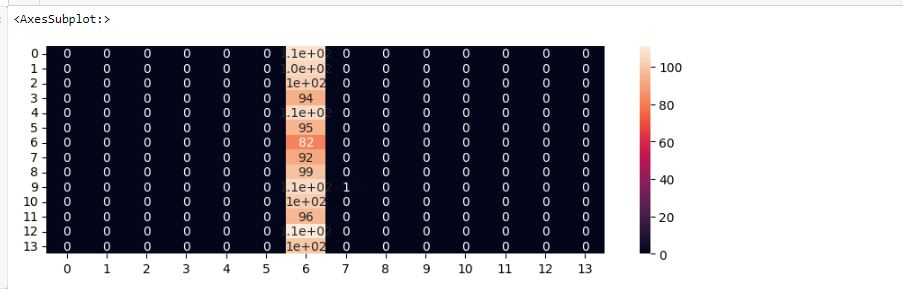 <AxesSubplot:>
0 0 0 0 0 0 0 1.1e+02 0 0 0 0 0 0 0
1 0 0 0 0 0 0 1.0e+02 0 0 0 0 0 0 0
2 0 0 0 0 0 0 1e+02 0 0 0 0 0 0 0
3 0 0 0 0 0 0 94 0 0 0 0 0 0 0
4 0 0 0 0 0 0 1.1e+02 0 0 0 0 0 0 0
5 0 0 0 0 0 0 95 0 0 0 0 0 0 0
6 0 0 0 0 0 0 82 0 0 0 0 0 0 0
7 0 0 0 0 0 0 92 0 0 0 0 0 0 0
8 0 0 0 0 0 0 99 0 0 0 0 0 0 0
9 0 0 0 0 0 0 1.1e+02 1 0 0 0 0 0 0
10 0 0 0 0 0 0 1e+02 0 0 0 0 0 0 0
11 0 0 0 0 0 0 96 0 0 0 0 0 0 0
12 0 0 0 0 0 0 1.1e+02 0 0 0 0 0 0 0
13 0 0 0 0 0 0 1e+02 0 0 0 0 0 0 0
0 1 2 3 4 5 6 7 8 9 10 11 12 13
100
80
60
40
20
0